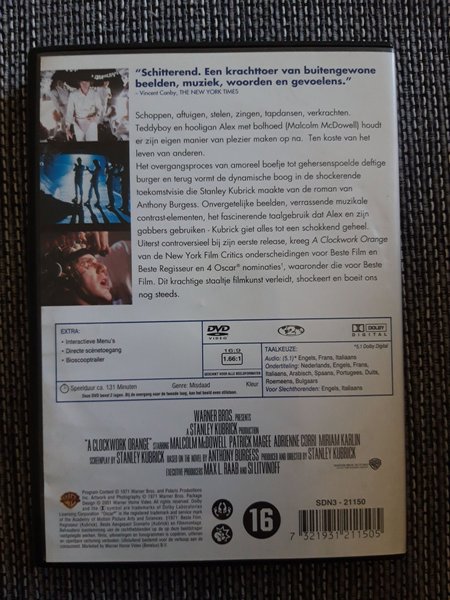 “Schitterend. Een krachttoer van buitengewone
beelden, muziek, woorden en gevoelens.”
- Vincent Canby, THE NEW YORK TIMES
Schoppen, aftuigen, stelen, zingen, tapdansen, verkrachten.
Teddyboy en hooligan Alex met bolhoed (Malcolm McDowell) houdt
er zijn eigen manier van plezier maken op na. Ten koste van het
leven van anderen.
Het overgangsproces van amoreel boefje tot gehersenspoelde deftige
burger en terug vormt de dynamische boog in de shockerende
toekomstvisie die Stanley Kubrick maakte van de roman van
Anthony Burgess. Onvergetelijke beelden, verrassende muzikale
contrast-elementen, het fascinerende taalgebruik dat Alex en zijn
gabbers gebruiken - Kubrick giet alles tot een schokkend geheel.
Uiterst controversieel bij zijn eerste release, kreeg A Clockwork Orange
van de New York Film Critics onderscheidingen voor Beste Film en
Beste Regisseur en 4 Oscar® nominaties¹, waaronder die voor Beste
Film. Dit krachtige staaltje filmkunst verleidt, shockeert en boeit ons
nog steeds.
EXTRA:
• Interactieve Menu's
• Directe scènetoegang
• Bioscooptrailer
DVD
VIDEO
16:9
1.66:1
DOLBY
DIGITAL
*5.1 Dolby Digital
TAALKEUZE:
Audio: (5.1)* Engels, Frans, Italiaans
Ondertiteling: Nederlands, Engels, Frans,
Italiaans, Arabisch, Spaans, Portugees, Duits,
Roemeens, Bulgaars
Voor Slechthorenden: Engels, Italiaans
Speelduur ca. 131 Minuten
Genre: Misdaad
Kleur
WARNER BROS. PRESENTS
A STANLEY KUBRICK PRODUCTION
"A CLOCKWORK ORANGE" STARRING MALCOLM McDOWELL PATRICK MAGEE ADRIENNE CORRI MIRIAM KARLIN
SCREENPLAY BY STANLEY KUBRICK BASED ON THE NOVEL BY ANTHONY BURGESS PRODUCED AND DIRECTED BY STANLEY KUBRICK
EXECUTIVE PRODUCERS MAX L. RAAB AND SI LITVINOFF
Program Content © 1971 Warner Bros. Inc.
16
SDN3 - 21150
7 321931 211505